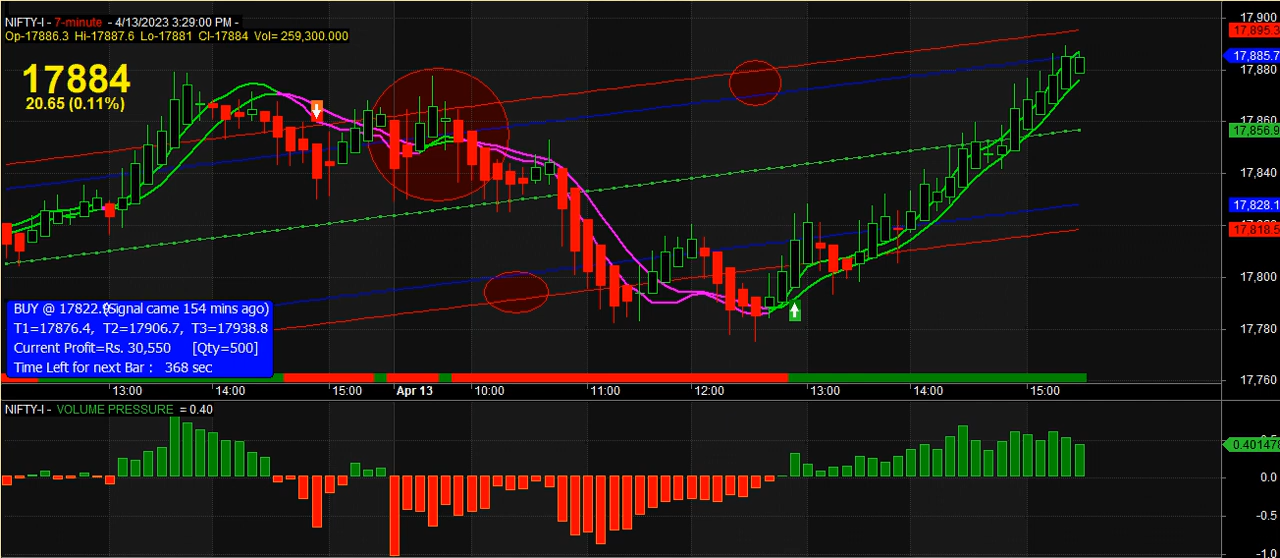 NIFTY-I - 7-minute - 4/13/2023 3:29:00 PM -
Op-17886.3 Hi-17887.6 Lo-17881 Cl-17884 Vol= 259,300.000
17884
20.65 (0.11%)
17,900
17,895.3
17,885.7
17,880
17,860
17,856.9
17,840
17,828.1
17,818.5
17,800
17,780
17,760
BUY @ 17822.9 (Signal came 154 mins ago)
T1=17876.4, T2=17906.7, T3=17938.8
Current Profit=Rs. 30,550 [Qty=500]
Time Left for next Bar : 368 sec
13:00 14:00 15:00 Apr 13 10:00 11:00 12:00 13:00 14:00 15:00
NIFTY-I - VOLUME PRESSURE = 0.40
0.401478
0.0
-0.5
-1.0